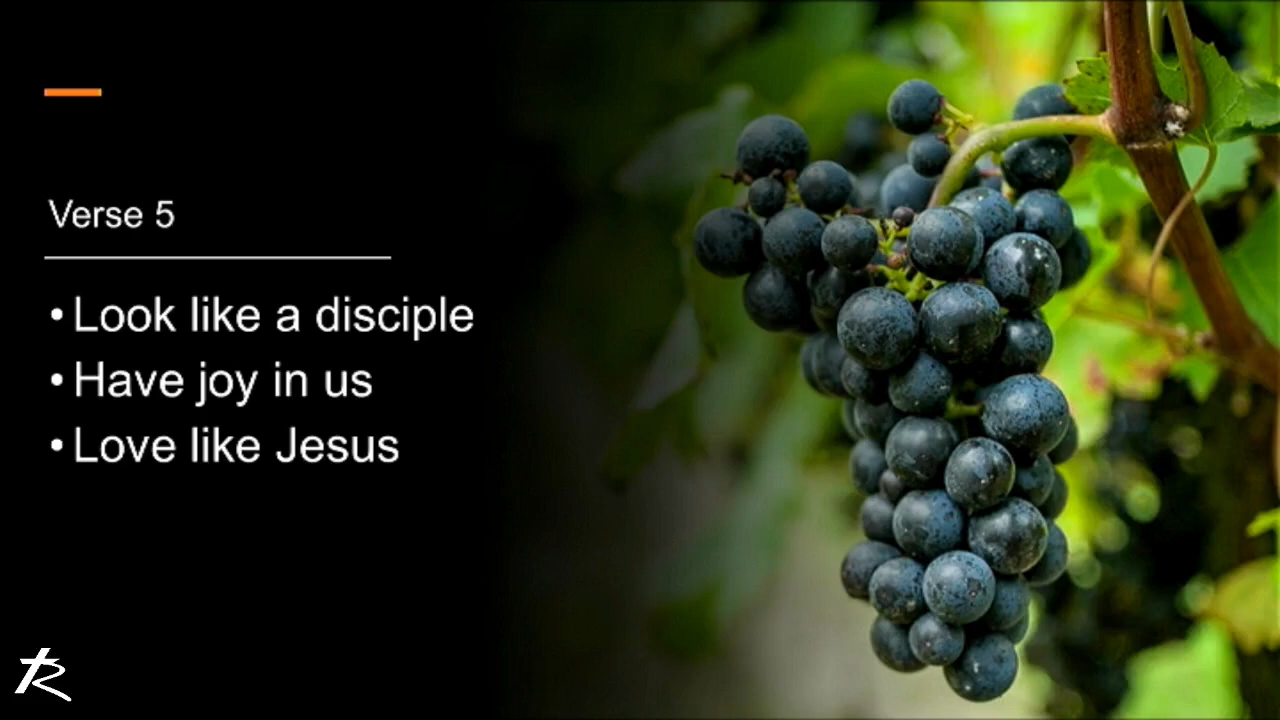 Verse 5
• Look like a disciple
• Have joy in us
• Love like Jesus